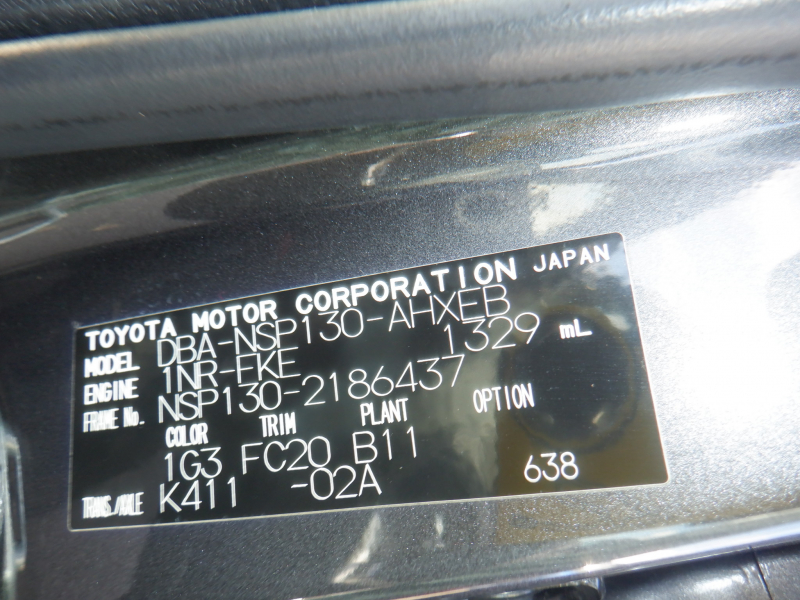 TOYOTA MOTOR CORPORATION JAPAN
MODEL DBA-NSP130-AHXEB
ENGINE 1NR-FKE 1329 mL
FRAME No. NSP130-2186437
COLOR TRIM PLANT OPTION
1G3 FC20 B11
TRANS./AXLE K411 -02A 638